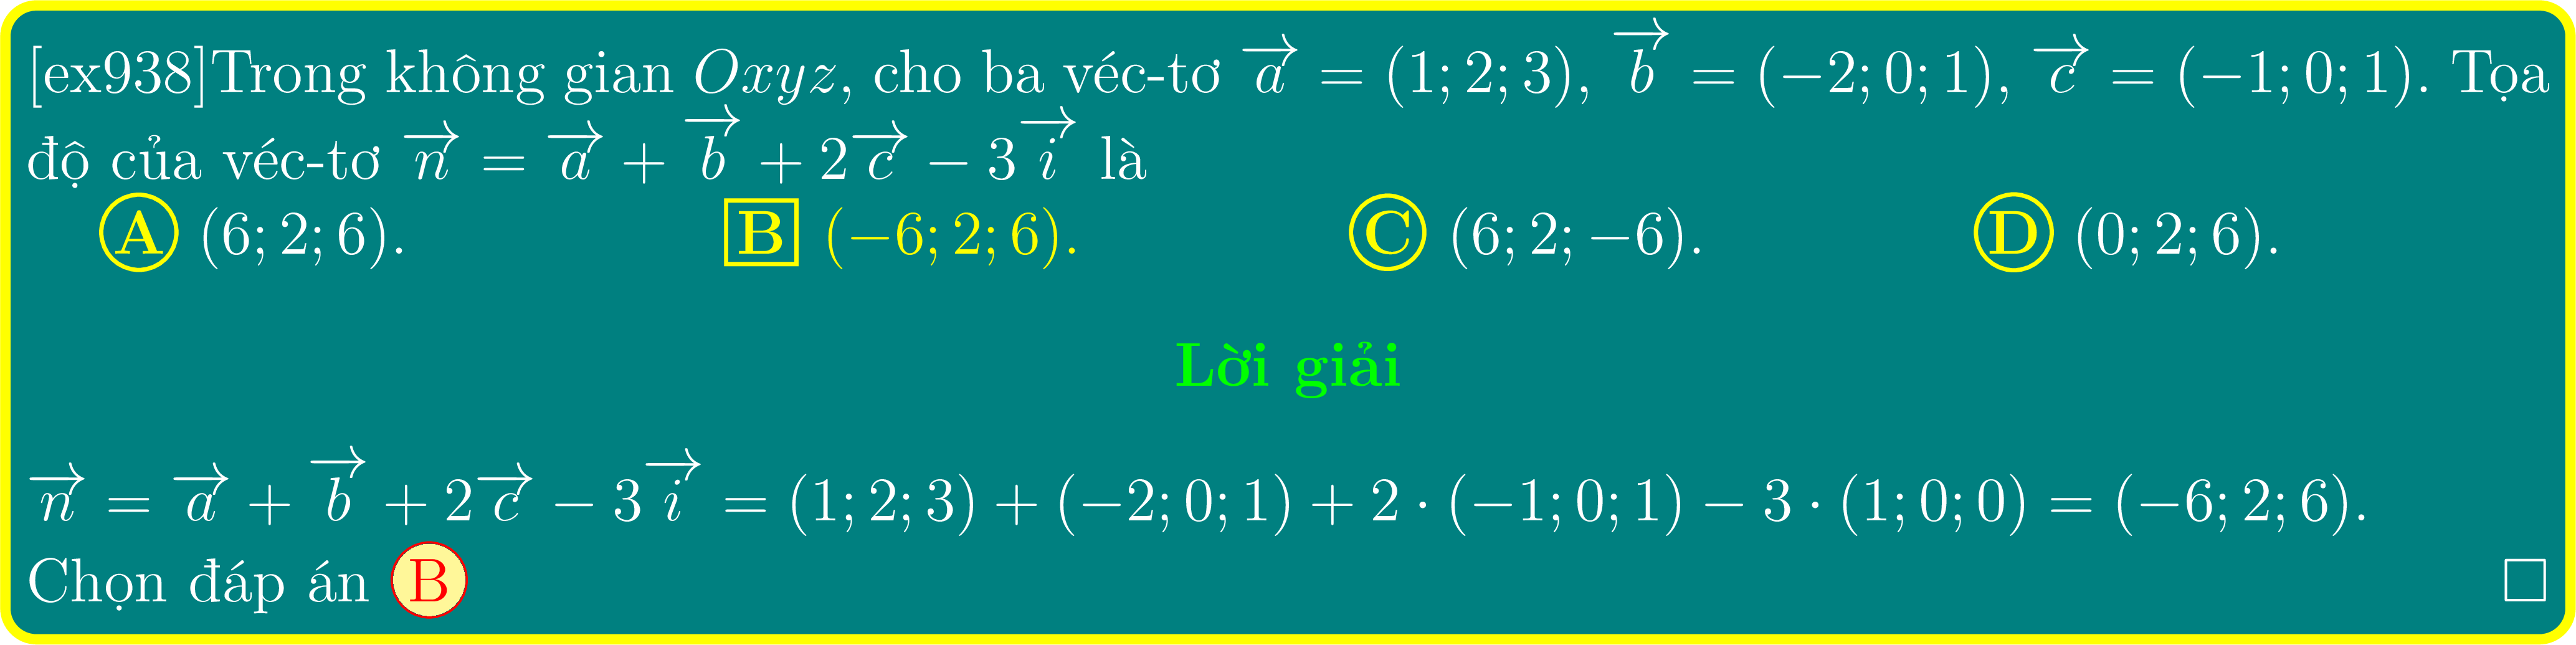 [ex938]Trong không gian Oxyz, cho ba véc-tơ $\overrightarrow{a} = (1; 2; 3)$, $\overrightarrow{b} = (-2; 0; 1)$, $\overrightarrow{c} = (-1; 0; 1)$. Tọa
độ của véc-tơ $\overrightarrow{n} = \overrightarrow{a} + \overrightarrow{b} + 2\overrightarrow{c} - 3\overrightarrow{i}$ là
A (6; 2; 6). B (−6; 2; 6). C (6; 2; −6). D (0; 2; 6).
Lời giải
$\overrightarrow{n} = \overrightarrow{a} + \overrightarrow{b} + 2\overrightarrow{c} - 3\overrightarrow{i} = (1; 2; 3) + (-2; 0; 1) + 2 \cdot (-1; 0; 1) - 3 \cdot (1; 0; 0) = (-6; 2; 6).$
Chọn đáp án B □